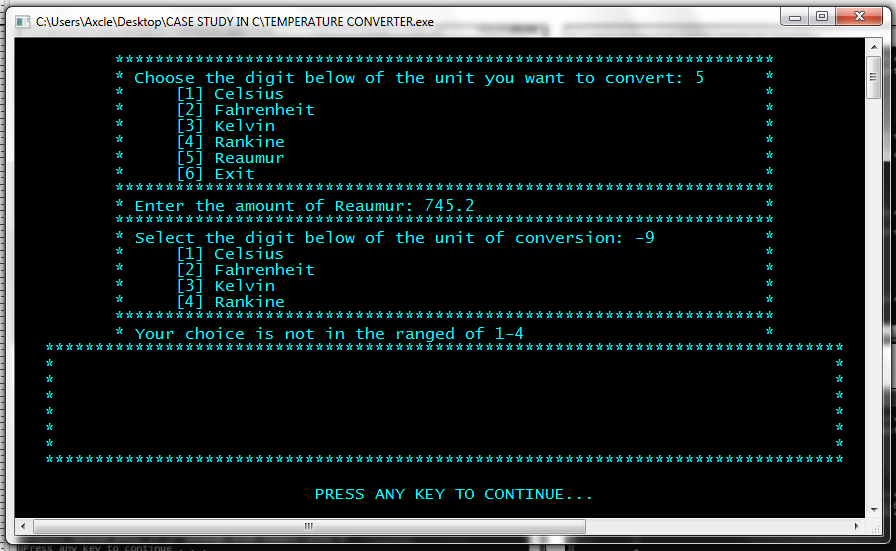 C:\Users\Axcle\Desktop\CASE STUDY IN C\TEMPERATURE CONVERTER.exe
******************************************************************
* Choose the digit below of the unit you want to convert: 5 *
* [1] Celsius *
* [2] Fahrenheit *
* [3] Kelvin *
* [4] Rankine *
* [5] Reaumur *
* [6] Exit *
******************************************************************
* Enter the amount of Reaumur: 745.2 *
******************************************************************
* Select the digit below of the unit of conversion: -9 *
* [1] Celsius *
* [2] Fahrenheit *
* [3] Kelvin *
* [4] Rankine *
******************************************************************
* Your choice is not in the ranged of 1-4 *
********************************************************************************
* *
* *
* *
* *
* *
* *
********************************************************************************
PRESS ANY KEY TO CONTINUE...
Press any key to continue . . .